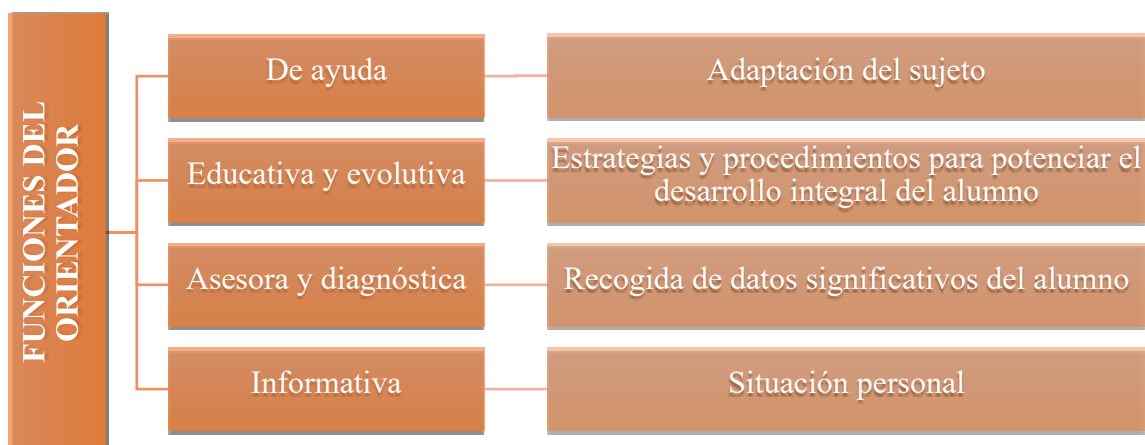 FUNCIONES DEL
ORIENTADOR
De ayuda
Adaptación del sujeto
Educativa y evolutiva
Estrategias y procedimientos para potenciar el
desarrollo integral del alumno
Asesora y diagnóstica
Recogida de datos significativos del alumno
Informativa
Situación personal